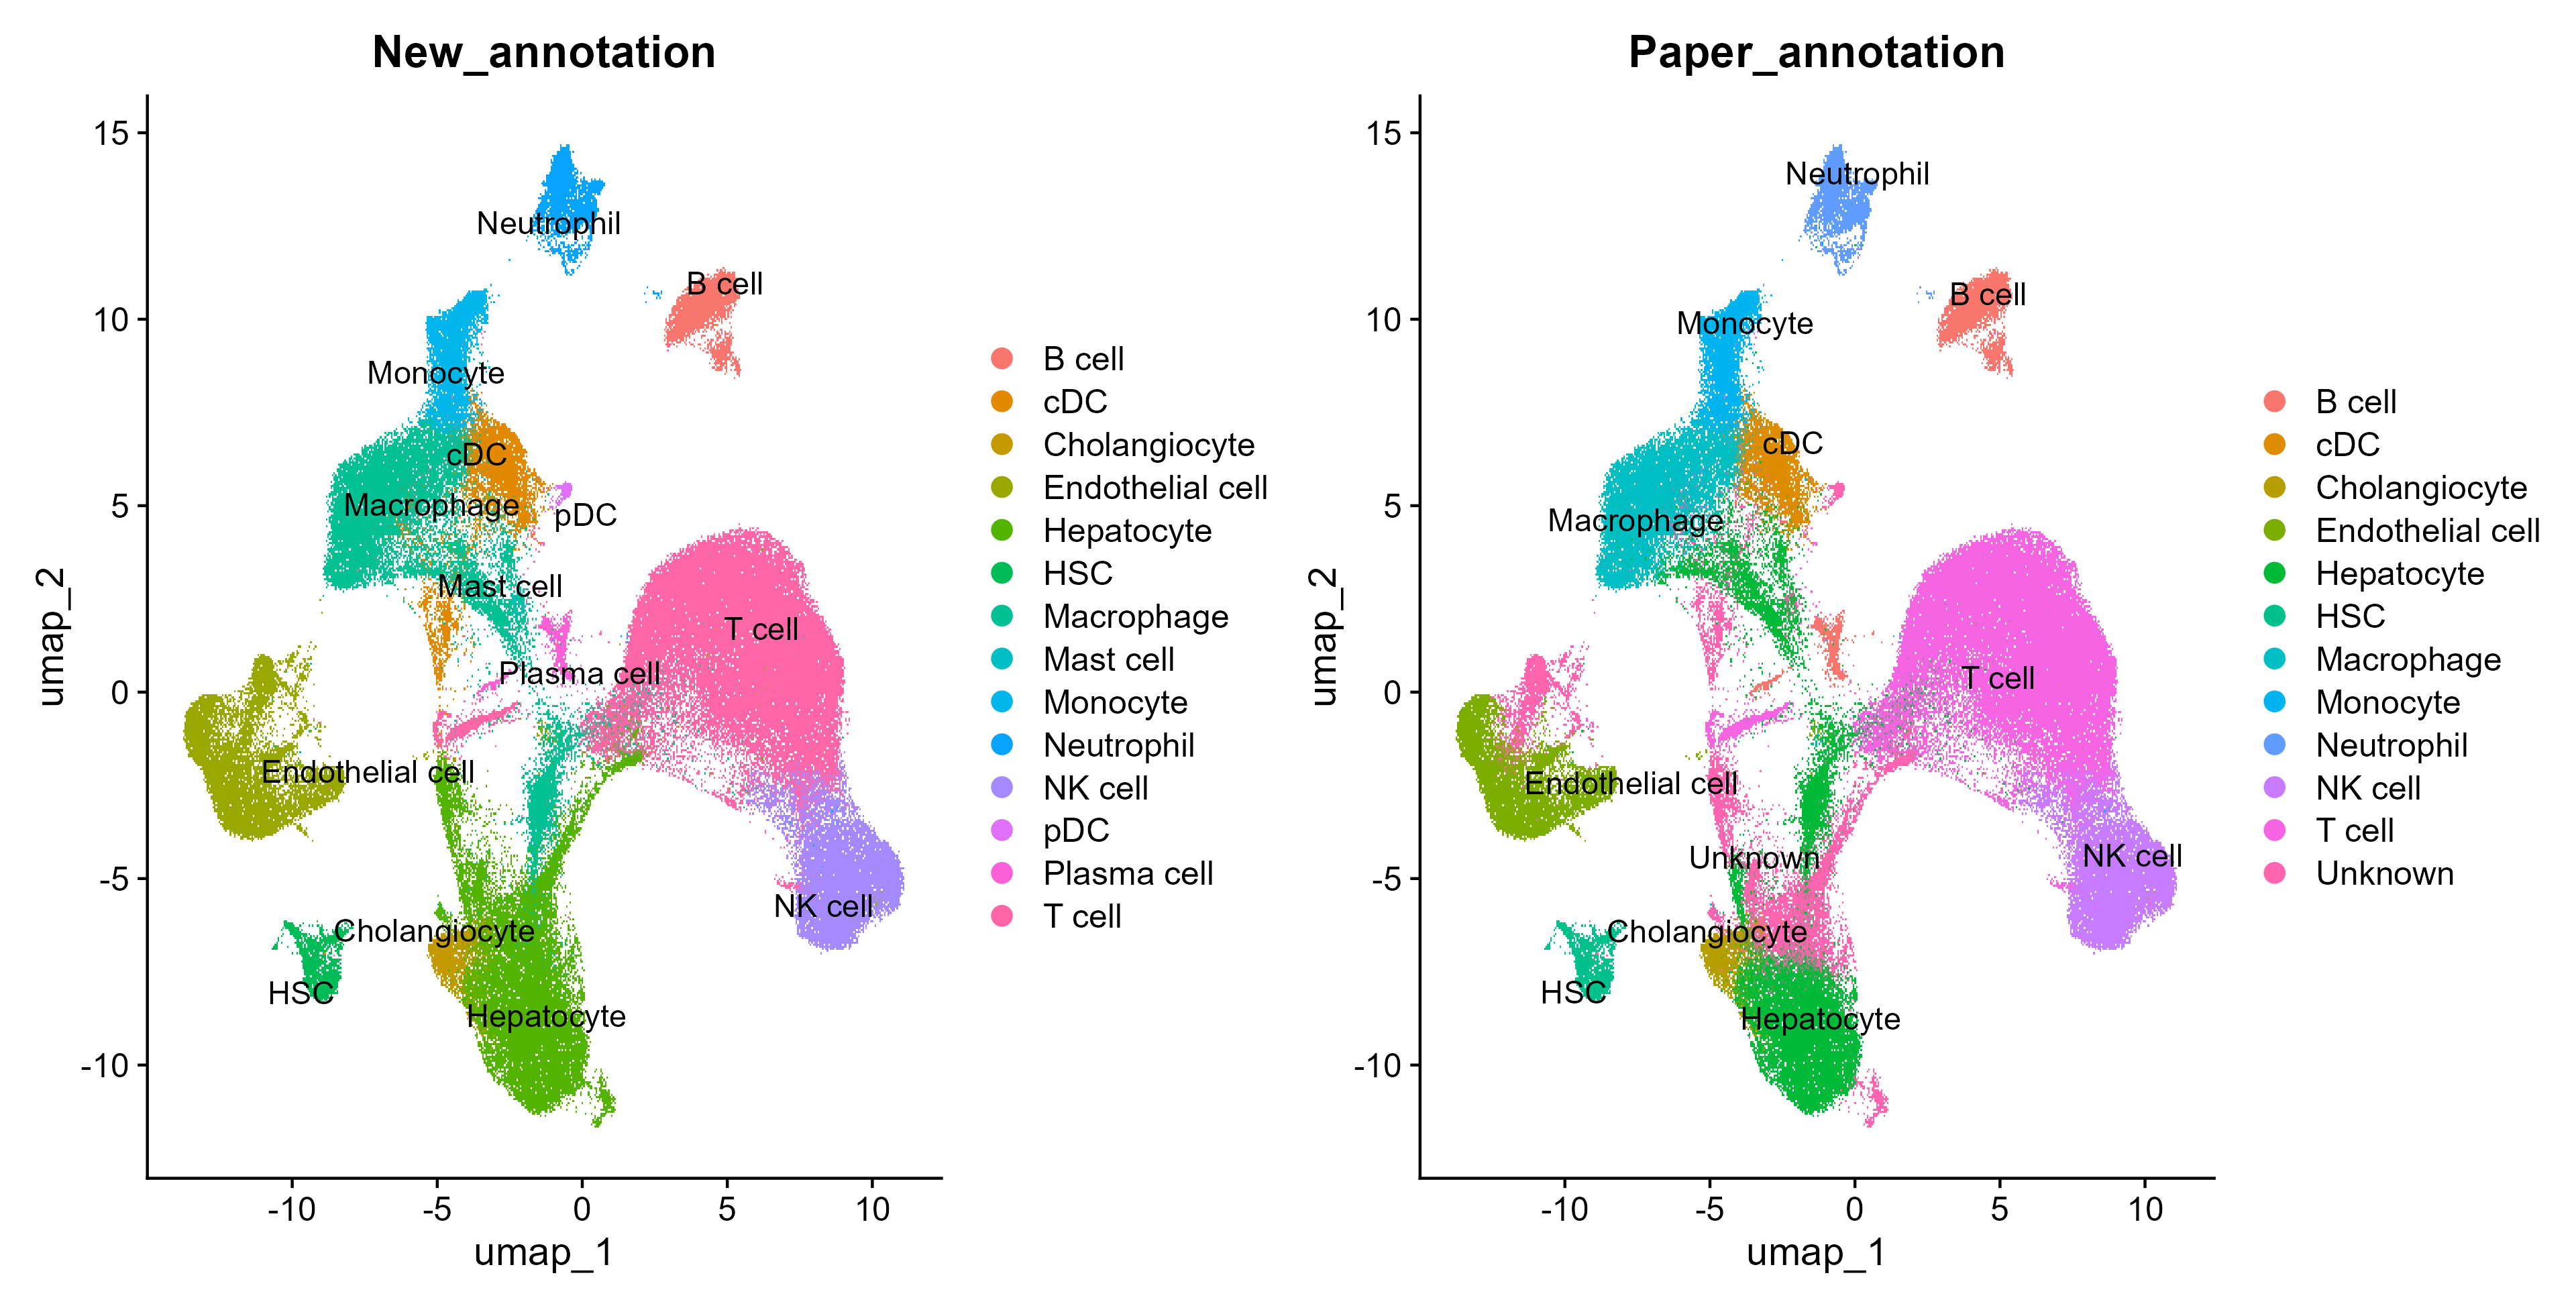 New_annotation
umap_2
15
10
5
0
-5
-10
Neutrophil
B cell
Monocyte
cDC
Macrophage
pDC
Mast cell
T cell
Plasma cell
Endothelial cell
NK cell
Cholangiocyte
HSC
Hepatocyte
-10 -5 0 5 10
umap_1
B cell
cDC
Cholangiocyte
Endothelial cell
Hepatocyte
HSC
Macrophage
Mast cell
Monocyte
Neutrophil
NK cell
pDC
Plasma cell
T cell
Paper_annotation
umap_2
15
10
5
0
-5
-10
Neutrophil
B cell
Monocyte
cDC
Macrophage
T cell
Endothelial cell
Unknown
NK cell
Cholangiocyte
HSC
Hepatocyte
-10 -5 0 5 10
umap_1
B cell
cDC
Cholangiocyte
Endothelial cell
Hepatocyte
HSC
Macrophage
Monocyte
Neutrophil
NK cell
T cell
Unknown